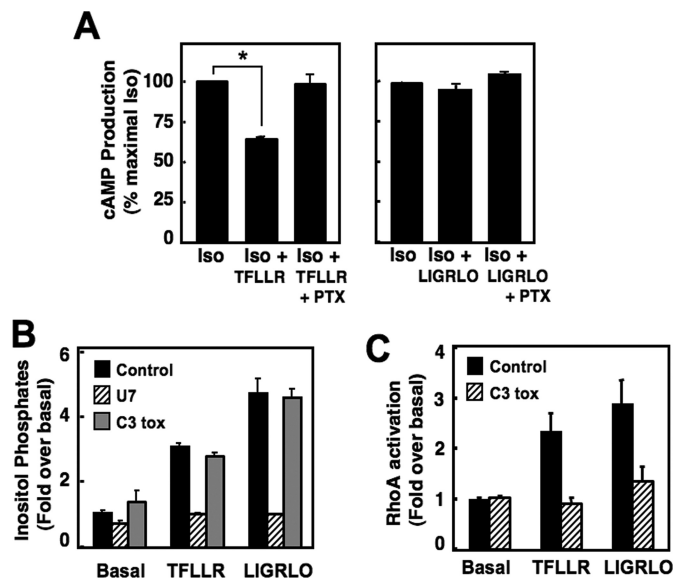 A
cAMP Production
(% maximal Iso)
100
75
50
25
0
*
Iso
Iso +
TFLLR
Iso +
TFLLR
+ PTX
Iso
Iso +
LIGRLO
Iso +
LIGRLO
+ PTX
B
Inositol Phosphates
(Fold over basal)
6
4
2
0
Control
U7
C3 tox
Basal
TFLLR
LIGRLO
C
RhoA activation
(Fold over basal)
4
3
2
1
0
Control
C3 tox
Basal
TFLLR
LIGRLO